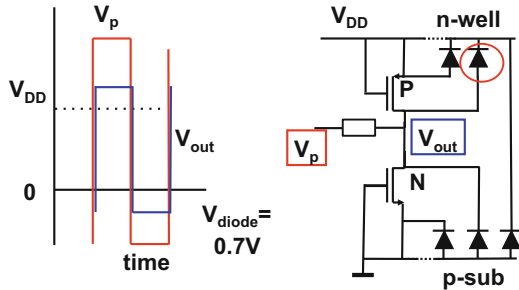 Vp
VDD
Vout
0
Vdiode=
0.7V
time
VDD
n-well
P
Vp
Vout
N
p-sub